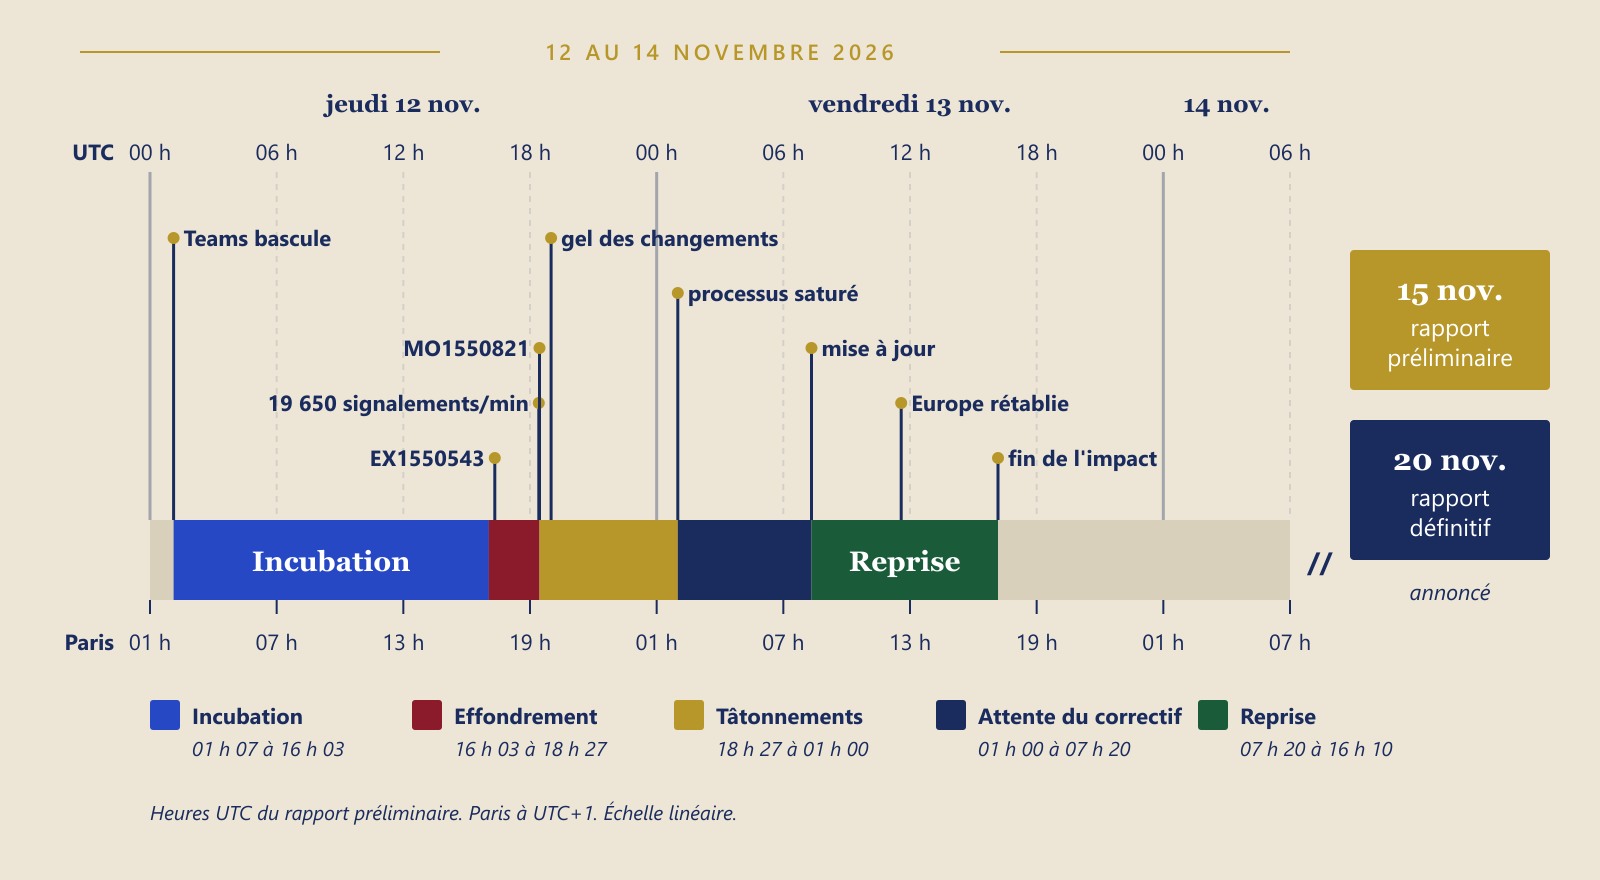 12 AU 14 NOVEMBRE 2026
jeudi 12 nov. vendredi 13 nov. 14 nov.
UTC 00 h 06 h 12 h 18 h 00 h 06 h 12 h 18 h 00 h 06 h
Teams bascule gel des changements
processus saturé
MO1550821 mise à jour
19 650 signalements/min Europe rétablie
EX1550543 fin de l'impact
15 nov.
rapport
préliminaire
20 nov.
rapport
définitif
annoncé
Incubation Reprise //
Paris 01 h 07 h 13 h 19 h 01 h 07 h 13 h 19 h 01 h 07 h
Incubation Effondrement Tâtonnements Attente du correctif Reprise
01 h 07 à 16 h 03 16 h 03 à 18 h 27 18 h 27 à 01 h 00 01 h 00 à 07 h 20 07 h 20 à 16 h 10
Heures UTC du rapport préliminaire. Paris à UTC+1. Échelle linéaire.